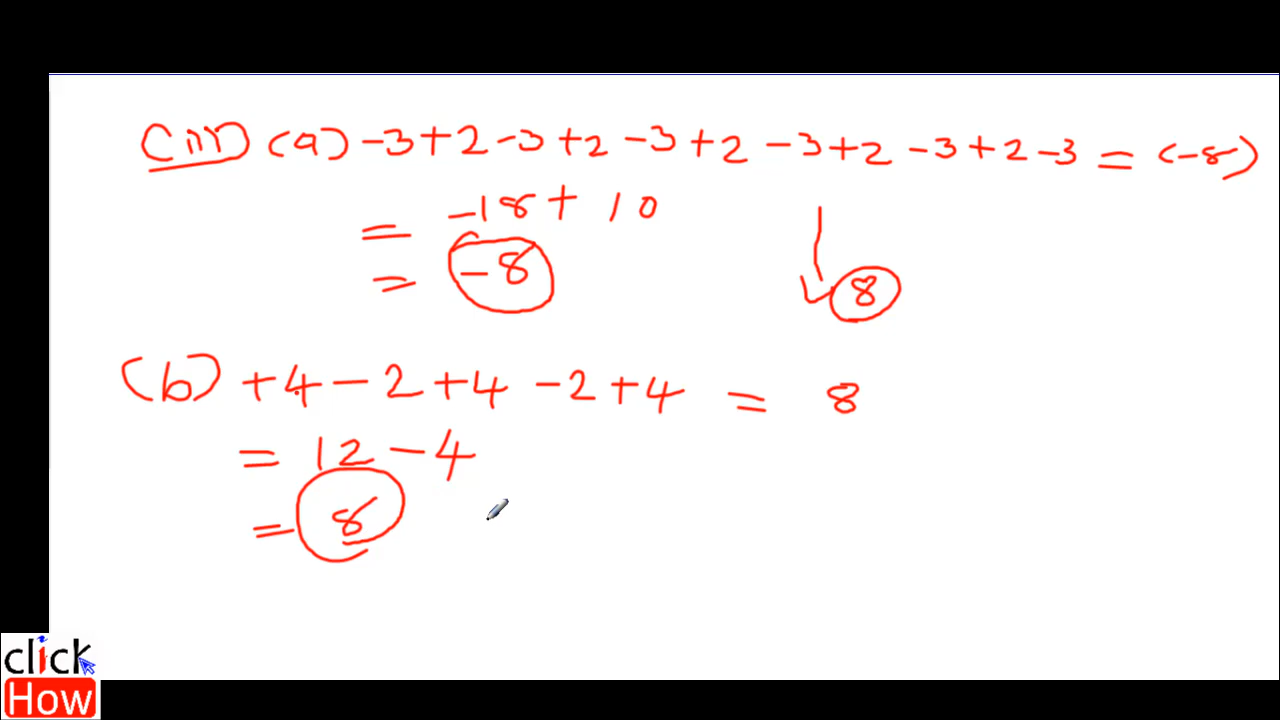 (iii) (a) -3+2-3+2-3+2-3+2-3+2-3 = (-8)
= -18+10
= -8
8
(b) +4-2+4-2+4 = 8
= 12-4
= 8
click
How